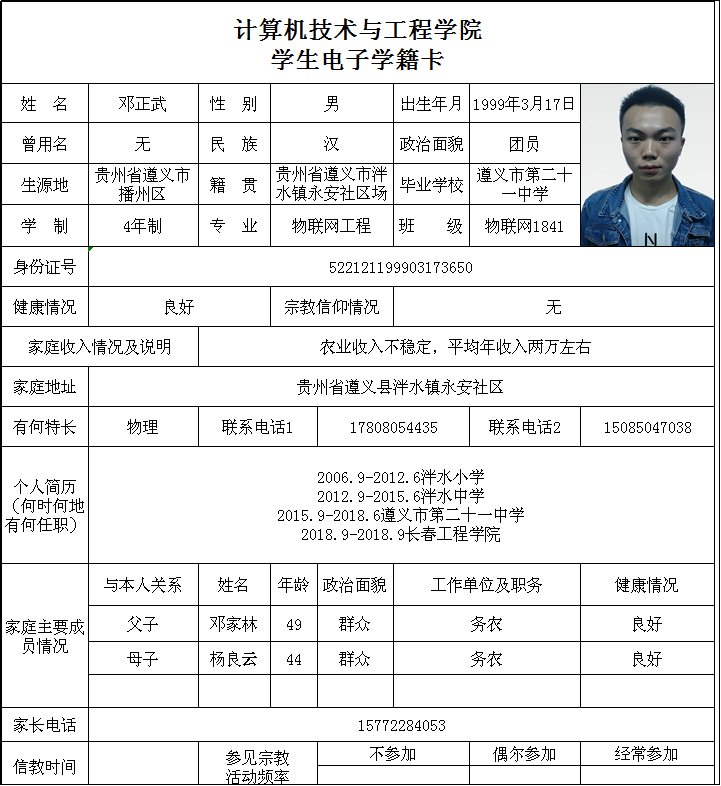 计算机技术与工程学院
学生电子学籍卡
姓 名 邓正武 性 别 男 出生年月 1999年3月17日
曾用名 无 民 族 汉 政治面貌 团员
生源地 贵州省遵义市播州区 籍 贯 贵州省遵义市泮水镇永安社区场 毕业学校 遵义市第二十一中学
学 制 4年制 专 业 物联网工程 班 级 物联网1841
身份证号 522121199903173650
健康情况 良好 宗教信仰情况 无
家庭收入情况及说明 农业收入不稳定，平均年收入两万左右
家庭地址 贵州省遵义县泮水镇永安社区
有何特长 物理 联系电话1 17808054435 联系电话2 15085047038
个人简历
（何时何地
有何任职）
2006.9-2012.6泮水小学
2012.9-2015.6泮水中学
2015.9-2018.6遵义市第二十一中学
2018.9-2018.9长春工程学院
家庭主要成
员情况
与本人关系 姓名 年龄 政治面貌 工作单位及职务 健康情况
父子 邓家林 49 群众 务农 良好
母子 杨良云 44 群众 务农 良好
家长电话 15772284053
信教时间 参见宗教
活动频率 不参加 偶尔参加 经常参加
N